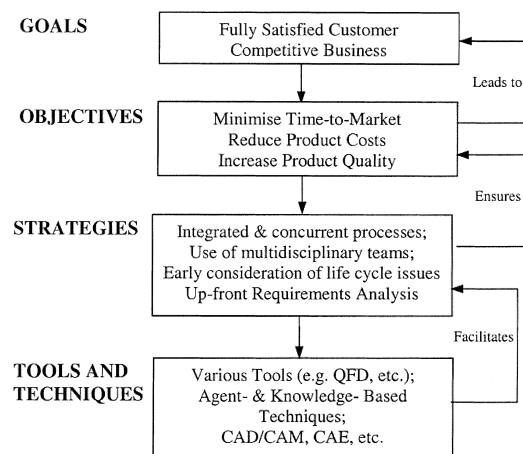 GOALS
Fully Satisfied Customer
Competitive Business
Leads to
OBJECTIVES
Minimise Time-to-Market
Reduce Product Costs
Increase Product Quality
Ensures
STRATEGIES
Integrated & concurrent processes;
Use of multidisciplinary teams;
Early consideration of life cycle issues
Up-front Requirements Analysis
Facilitates
TOOLS AND
TECHNIQUES
Various Tools (e.g. QFD, etc.);
Agent- & Knowledge- Based
Techniques;
CAD/CAM, CAE, etc.